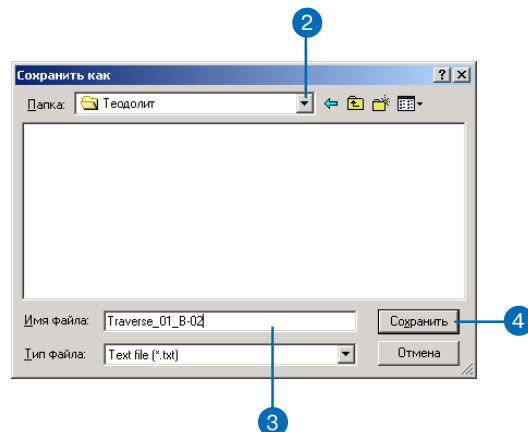 2
Сохранить как
Папка: Теодолит
Имя файла: Traverse_01_B-02 Сохранить
4
Тип файла: Text file (*.txt) Отмена
3